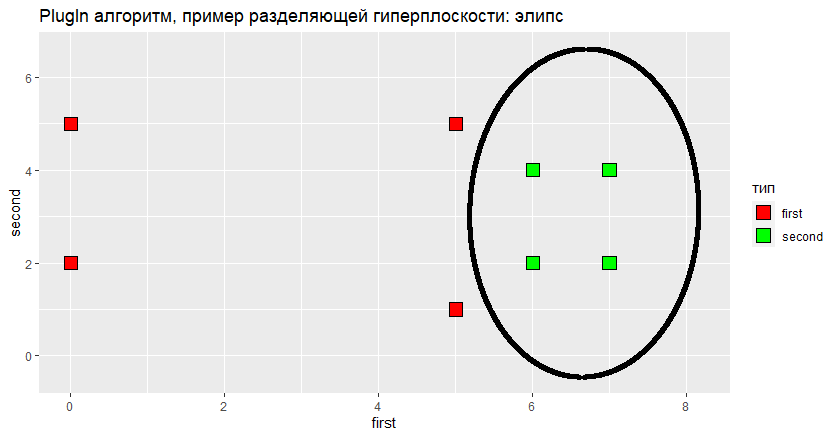 PlugIn алгоритм, пример разделяющей гиперплоскости: элипс
6
4
2
0
second
0
2
4
6
8
first
тип
first
second